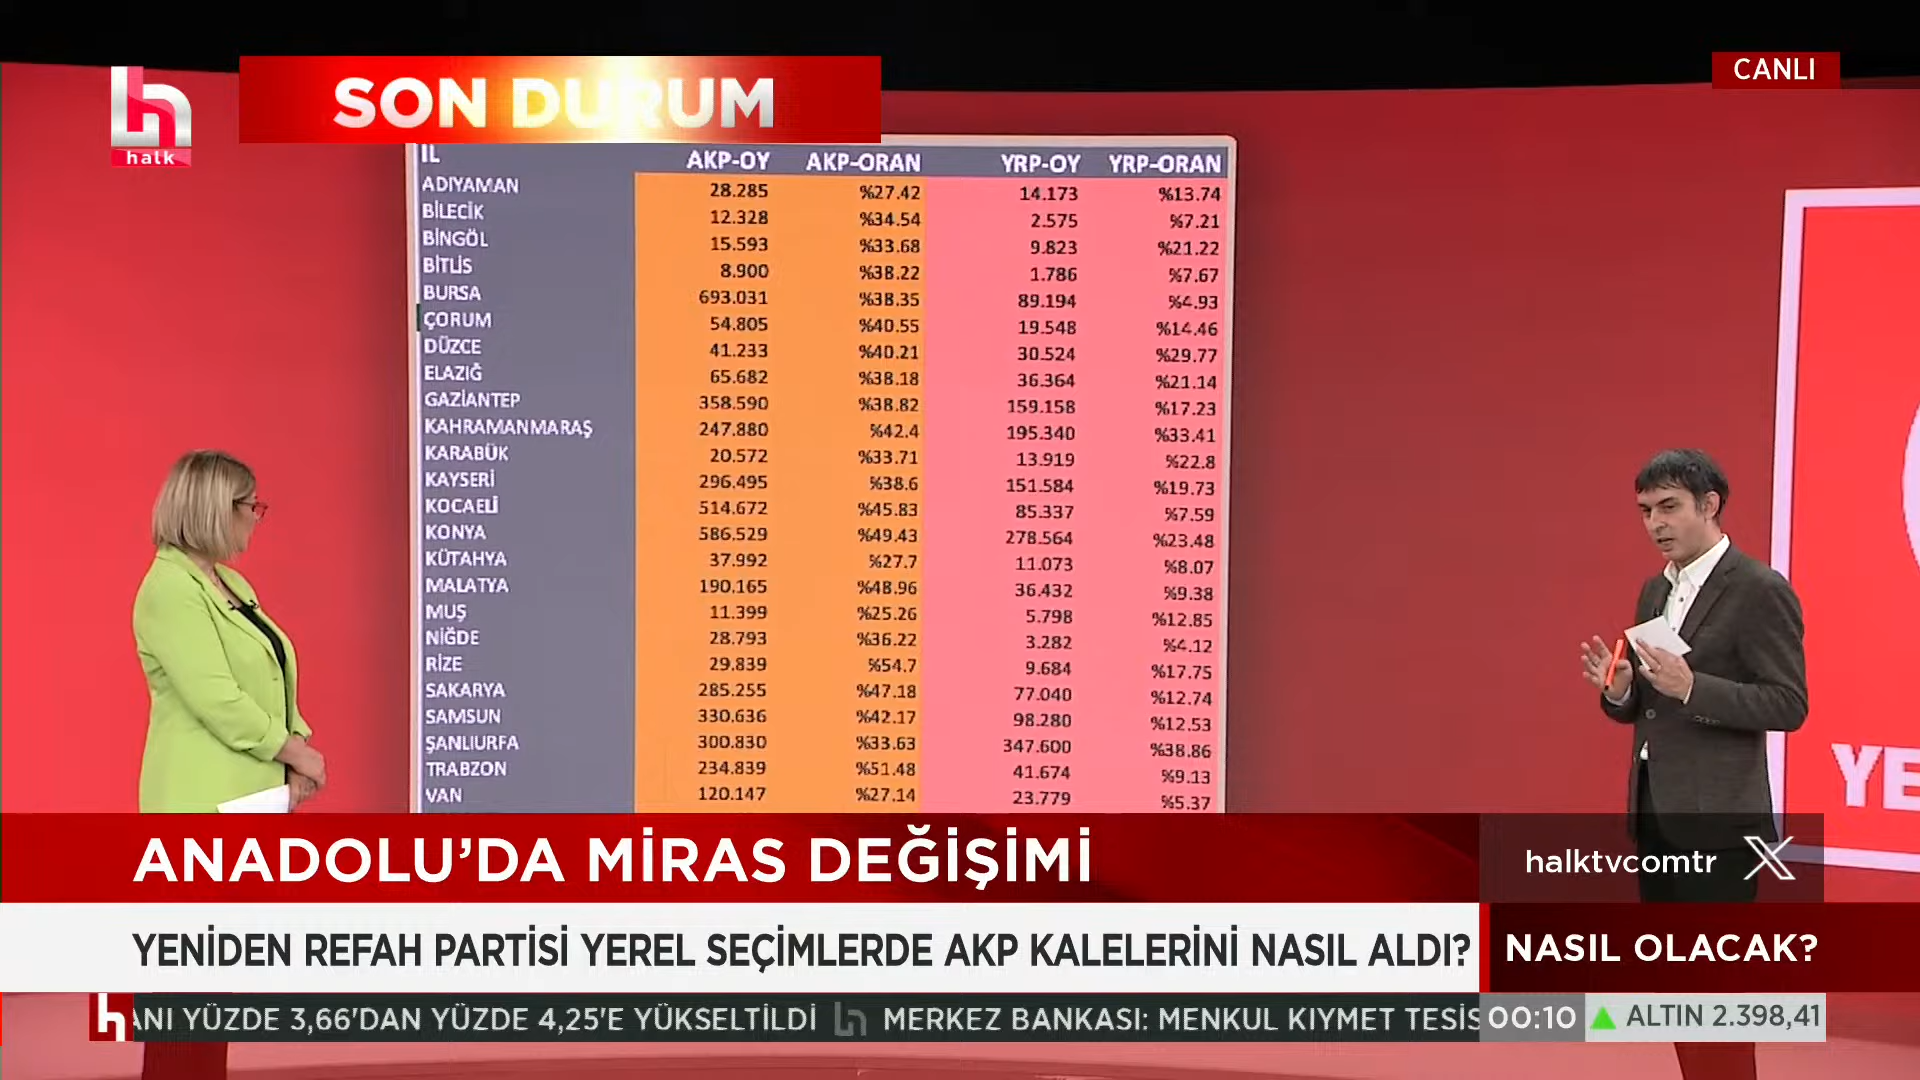 SON DURUM
CANLI
halk
İL AKP-OY AKP-ORAN YRP-OY YRP-ORAN
ADIYAMAN 28.285 %27.42 14.173 %13.74
BİLECİK 12.328 %34.54 2.575 %7.21
BİNGÖL 15.593 %33.68 9.823 %21.22
BİTLİS 8.900 %38.22 1.786 %7.67
BURSA 693.031 %38.35 89.194 %4.93
ÇORUM 54.805 %40.55 19.548 %14.46
DÜZCE 41.233 %40.21 30.524 %29.77
ELAZIĞ 65.682 %38.18 36.364 %21.14
GAZİANTEP 358.590 %38.82 159.158 %17.23
KAHRAMANMARAŞ 247.880 %42.4 195.340 %33.41
KARABÜK 20.572 %33.71 13.919 %22.8
KAYSERİ 296.495 %38.6 151.584 %19.73
KOCAELİ 514.672 %45.83 85.337 %7.59
KONYA 586.529 %49.43 278.564 %23.48
KÜTAHYA 37.992 %27.7 11.073 %8.07
MALATYA 190.165 %48.96 36.432 %9.38
MUŞ 11.399 %25.26 5.798 %12.85
NİĞDE 28.793 %36.22 3.282 %4.12
RİZE 29.839 %54.7 9.684 %17.75
SAKARYA 285.255 %47.18 77.040 %12.74
SAMSUN 330.636 %42.17 98.280 %12.53
ŞANLIURFA 300.830 %33.63 347.600 %38.86
TRABZON 234.839 %51.48 41.674 %9.13
VAN 120.147 %27.14 23.779 %5.37
YE
ANADOLU'DA MİRAS DEĞİŞİMİ
halktvcomtr X
YENİDEN REFAH PARTİSİ YEREL SEÇİMLERDE AKP KALELERİNİ NASIL ALDI?
NASIL OLACAK?
ANI YÜZDE 3,66'DAN YÜZDE 4,25'E YÜKSELTİLDİ h MERKEZ BANKASI: MENKUL KIYMET TESİS
00:10 ALTIN 2.398,41